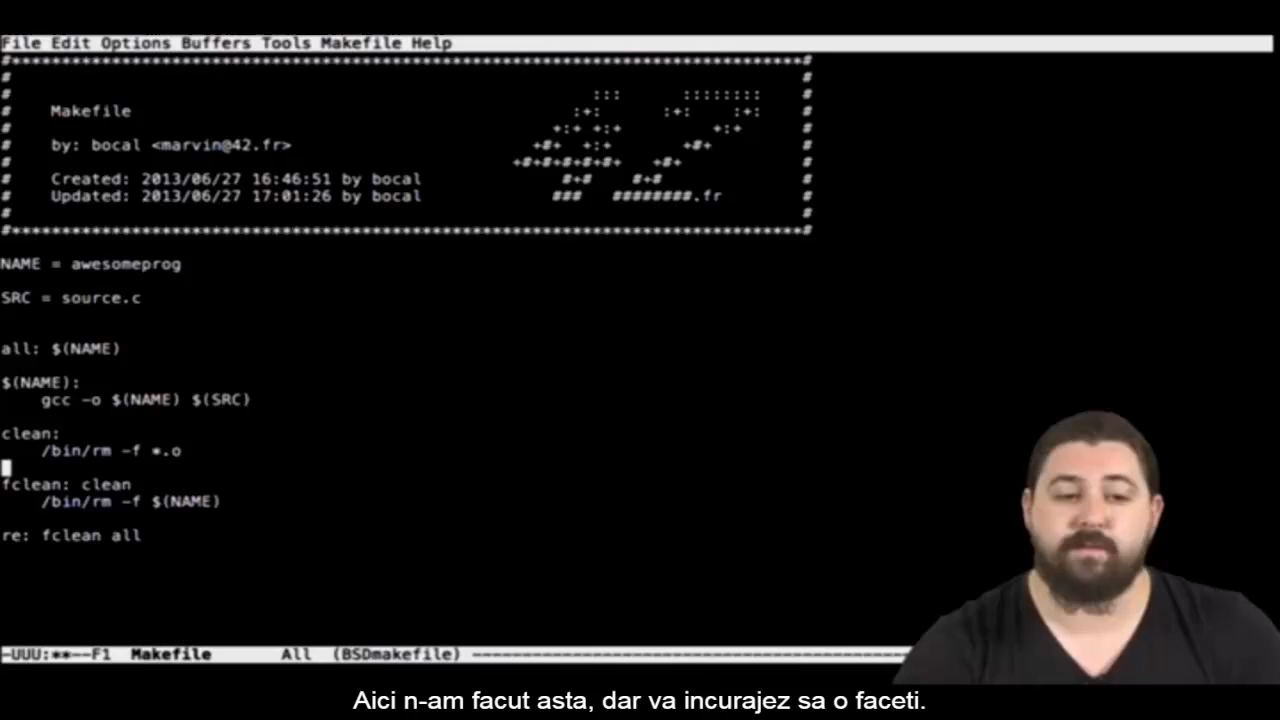 File Edit Options Buffers Tools Makefile Help
#******************************************************************************#
#                                                                              #
#                                                          :::      ::::::::   #
#    Makefile                                           :+:      :+:    :+:    #
#                                                     +:+ +:+         +:+      #
#    by: bocal <marvin@42.fr>                       +#+  +:+       +#+         #
#                                                 +#+#+#+#+#+   +#+            #
#    Created: 2013/06/27 16:46:51 by bocal             #+#    #+#              #
#    Updated: 2013/06/27 17:01:26 by bocal            ###   ########.fr        #
#                                                                              #
#******************************************************************************#
NAME = awesomeprog
SRC = source.c
all: $(NAME)
$(NAME):
gcc -o $(NAME) $(SRC)
clean:
/bin/rm -f *.o
fclean: clean
/bin/rm -f $(NAME)
re: fclean all
-UUU:**--F1  Makefile       All   (BSDmakefile) --------------------------------------------
Aici n-am facut asta, dar va incurajez sa o faceti.